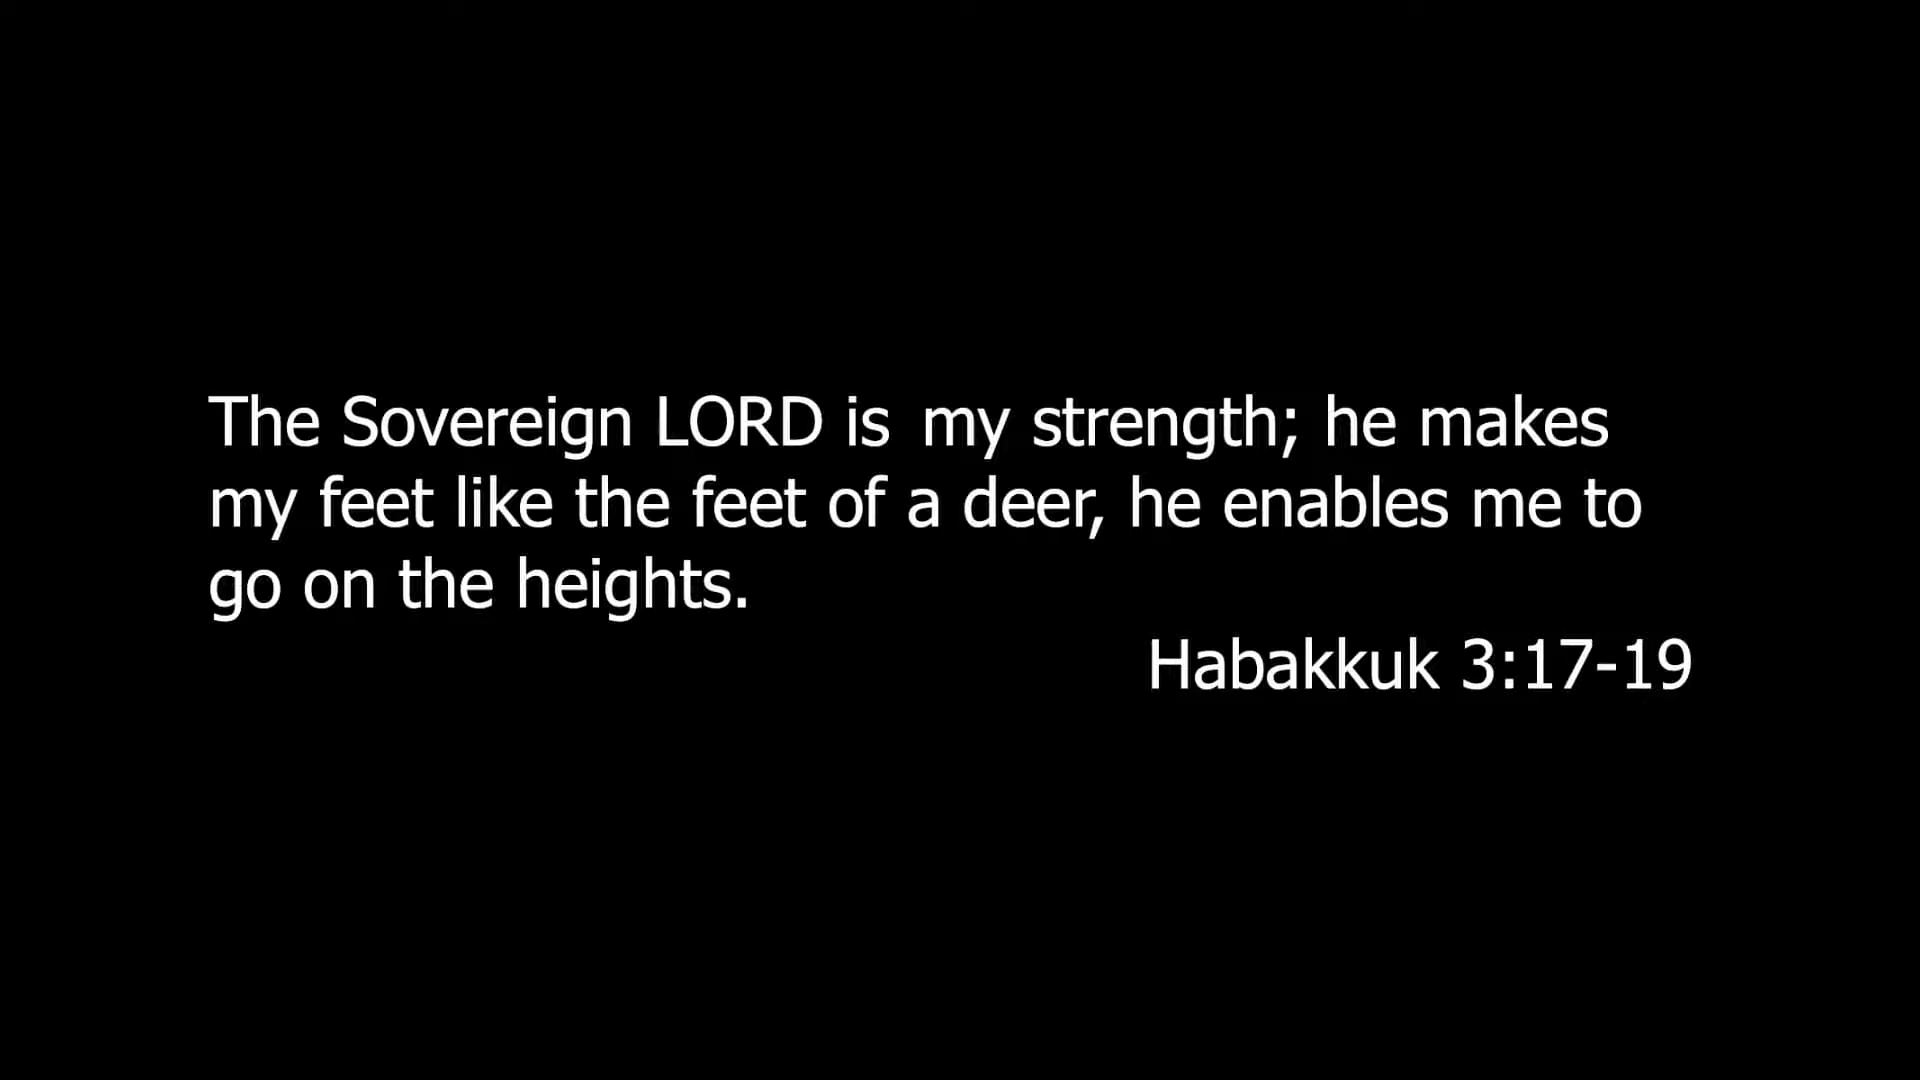 The Sovereign LORD is my strength; he makes
my feet like the feet of a deer, he enables me to
go on the heights.
Habakkuk 3:17-19